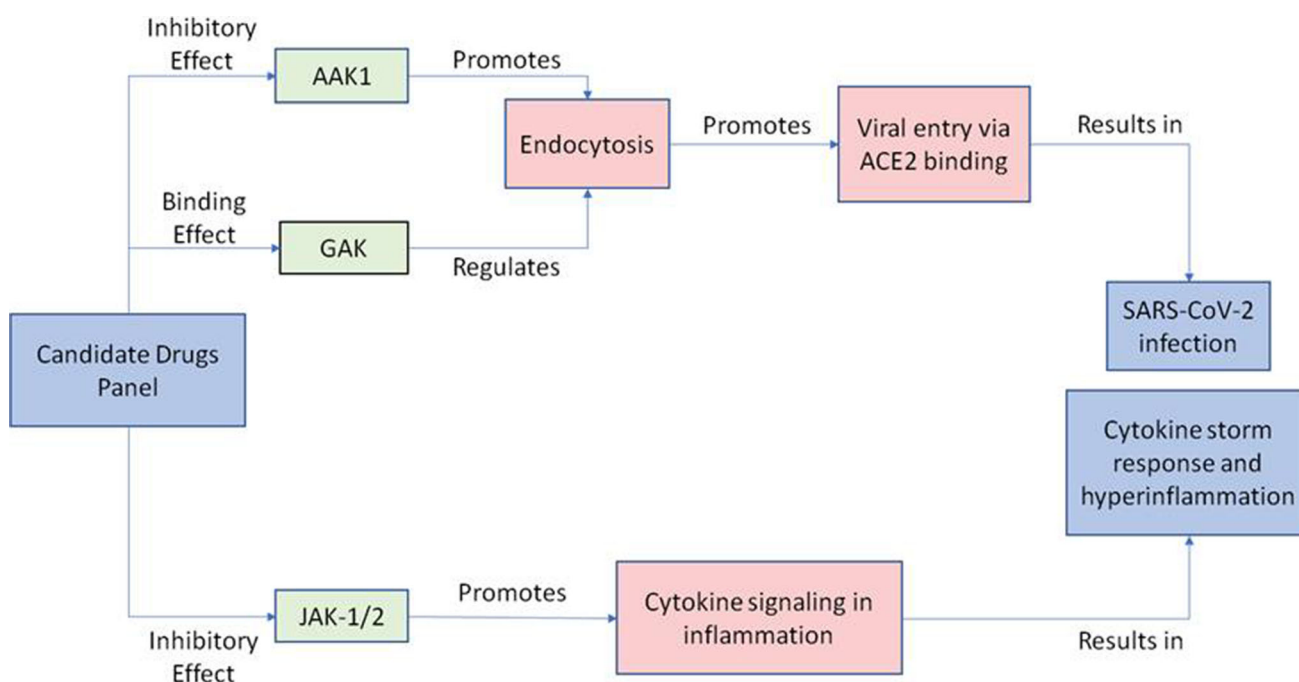 Inhibitory
Effect
AAK1
Promotes
Endocytosis
Promotes
Viral entry via
ACE2 binding
Results in
Binding
Effect
GAK
Regulates
SARS-CoV-2
infection
Candidate Drugs
Panel
Cytokine storm
response and
hyperinflammation
Inhibitory
Effect
JAK-1/2
Promotes
Cytokine signaling in
inflammation
Results in